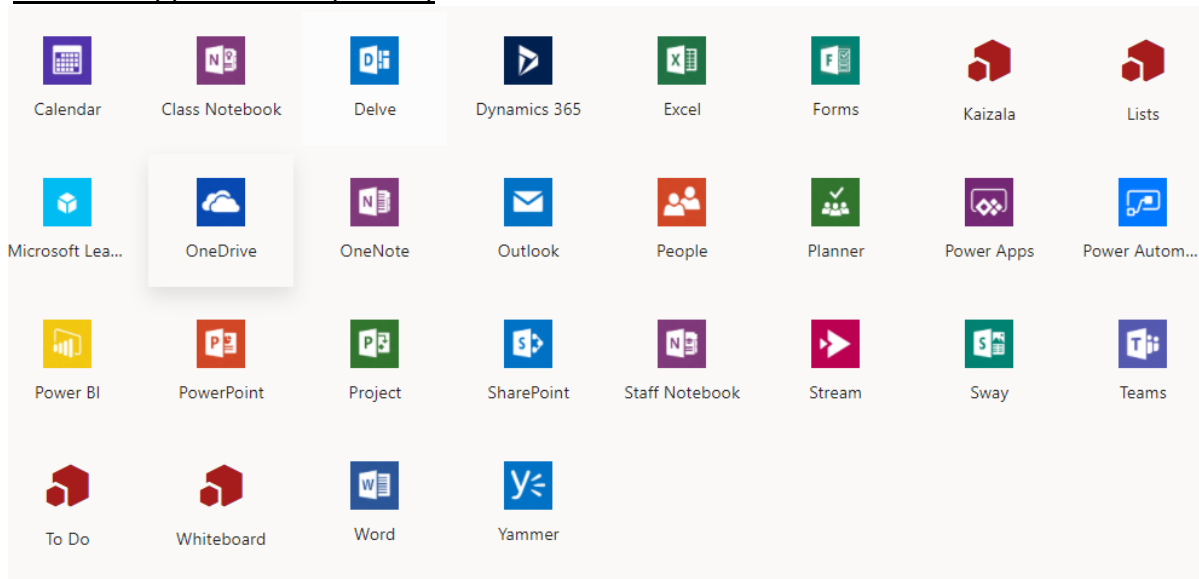 Calendar Class Notebook Delve Dynamics 365 Excel Forms Kaizala Lists
Microsoft Lea... OneDrive OneNote Outlook People Planner Power Apps Power Autom...
Power BI PowerPoint Project SharePoint Staff Notebook Stream Sway Teams
To Do Whiteboard Word Yammer